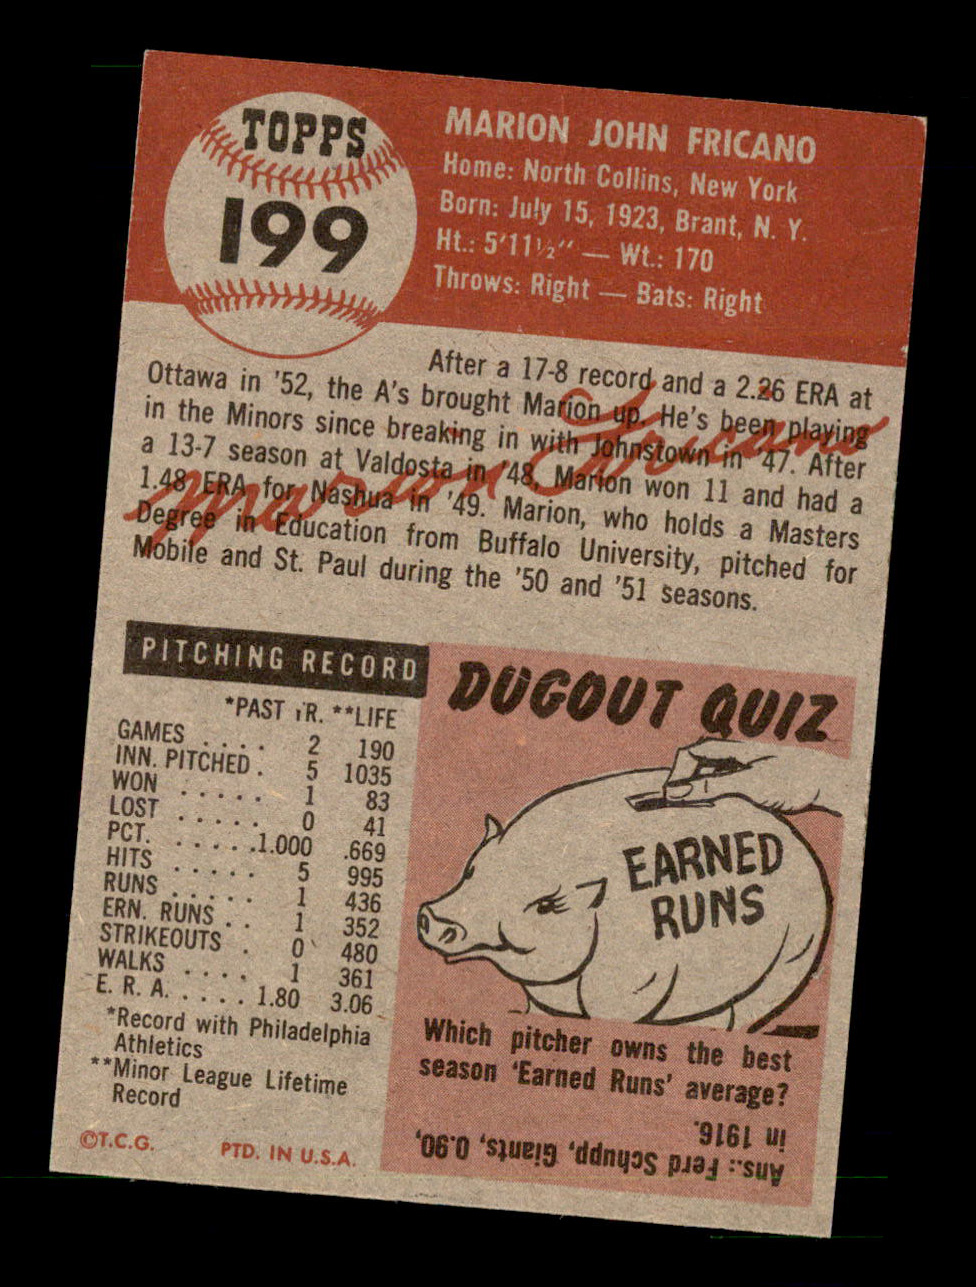 TOPPS
199
MARION JOHN FRICANO
Home: North Collins, New York
Born: July 15, 1923, Brant, N. Y.
Ht.: 5'11½" — Wt.: 170
Throws: Right — Bats: Right
After a 17-8 record and a 2.26 ERA at
Ottawa in '52, the A's brought Marion up. He's been playing
in the Minors since breaking in with Johnstown in '47. After
a 13-7 season at Valdosta in '48, Marion won 11 and had a
1.48 ERA for Nashua in '49. Marion, who holds a Masters
Degree in Education from Buffalo University, pitched for
Mobile and St. Paul during the '50 and '51 seasons.
Marion Fricano
PITCHING RECORD
*PAST YR. **LIFE
GAMES . . . . 2 190
INN. PITCHED . 5 1035
WON . . . . . 1 83
LOST . . . . . 0 41
PCT. . . . . . .1.000 .669
HITS . . . . . 5 995
RUNS . . . . . 1 436
ERN. RUNS . . 1 352
STRIKEOUTS . 0 480
WALKS . . . . 1 361
E. R. A. . . . . . 1.80 3.06
*Record with Philadelphia
Athletics
**Minor League Lifetime
Record
©T.C.G. PTD. IN U.S.A.
DUGOUT QUIZ
EARNED
RUNS
Which pitcher owns the best
season 'Earned Runs' average?
Ans.: Ferd Schupp, Giants, 0.90,
in 1916.